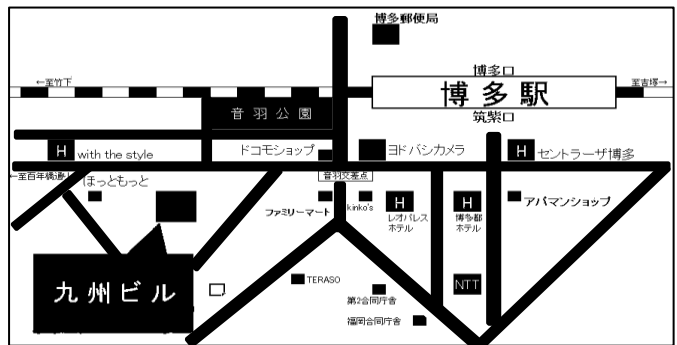 博多郵便局
←至竹下
博多口
至吉塚→
博多駅
音羽公園
筑紫口
H
with the style
ドコモショップ
ヨドバシカメラ
H
セントラーザ博多
←至百年橋通り
ほっともっと
音羽交差点
ファミリーマート
kinko's
H
レオパレス
ホテル
H
博多都
ホテル
アパマンショップ
九州ビル
TERASO
NTT
第2合同庁舎
福岡合同庁舎